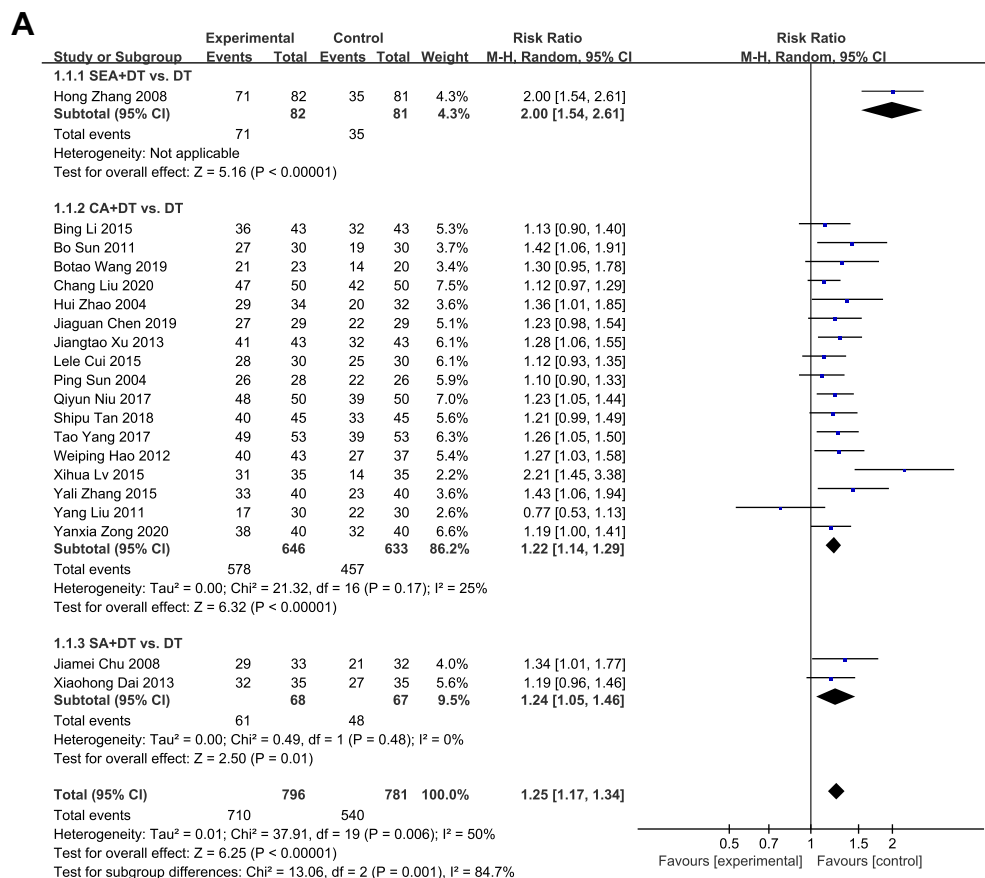 A
Experimental Control Risk Ratio Risk Ratio
Study or Subgroup Events Total Events Total Weight M-H, Random, 95% CI M-H, Random, 95% CI
1.1.1 SEA+DT vs. DT
Hong Zhang 2008 71 82 35 81 4.3% 2.00 [1.54, 2.61]
Subtotal (95% CI) 82 81 4.3% 2.00 [1.54, 2.61]
Total events 71 35
Heterogeneity: Not applicable
Test for overall effect: Z = 5.16 (P < 0.00001)
1.1.2 CA+DT vs. DT
Bing Li 2015 36 43 32 43 5.3% 1.13 [0.90, 1.40]
Bo Sun 2011 27 30 19 30 3.7% 1.42 [1.06, 1.91]
Botao Wang 2019 21 23 14 20 3.4% 1.30 [0.95, 1.78]
Chang Liu 2020 47 50 42 50 7.5% 1.12 [0.97, 1.29]
Hui Zhao 2004 29 34 20 32 3.6% 1.36 [1.01, 1.85]
Jiaguan Chen 2019 27 29 22 29 5.1% 1.23 [0.98, 1.54]
Jiangtao Xu 2013 41 43 32 43 6.1% 1.28 [1.06, 1.55]
Lele Cui 2015 28 30 25 30 6.1% 1.12 [0.93, 1.35]
Ping Sun 2004 26 28 22 26 5.9% 1.10 [0.90, 1.33]
Qiyun Niu 2017 48 50 39 50 7.0% 1.23 [1.05, 1.44]
Shipu Tan 2018 40 45 33 45 5.6% 1.21 [0.99, 1.49]
Tao Yang 2017 49 53 39 53 6.3% 1.26 [1.05, 1.50]
Weiping Hao 2012 40 43 27 37 5.4% 1.27 [1.03, 1.58]
Xihua Lv 2015 31 35 14 35 2.2% 2.21 [1.45, 3.38]
Yali Zhang 2015 33 40 23 40 3.6% 1.43 [1.06, 1.94]
Yang Liu 2011 17 30 22 30 2.6% 0.77 [0.53, 1.13]
Yanxia Zong 2020 38 40 32 40 6.6% 1.19 [1.00, 1.41]
Subtotal (95% CI) 646 633 86.2% 1.22 [1.14, 1.29]
Total events 578 457
Heterogeneity: Tau² = 0.00; Chi² = 21.32, df = 16 (P = 0.17); I² = 25%
Test for overall effect: Z = 6.32 (P < 0.00001)
1.1.3 SA+DT vs. DT
Jiamei Chu 2008 29 33 21 32 4.0% 1.34 [1.01, 1.77]
Xiaohong Dai 2013 32 35 27 35 5.6% 1.19 [0.96, 1.46]
Subtotal (95% CI) 68 67 9.5% 1.24 [1.05, 1.46]
Total events 61 48
Heterogeneity: Tau² = 0.00; Chi² = 0.49, df = 1 (P = 0.48); I² = 0%
Test for overall effect: Z = 2.50 (P = 0.01)
Total (95% CI) 796 781 100.0% 1.25 [1.17, 1.34]
Total events 710 540
Heterogeneity: Tau² = 0.01; Chi² = 37.91, df = 19 (P = 0.006); I² = 50%
Test for overall effect: Z = 6.25 (P < 0.00001)
Test for subgroup differences: Chi² = 13.06, df = 2 (P = 0.001), I² = 84.7%
0.5 0.7 1 1.5 2
Favours [experimental] Favours [control]